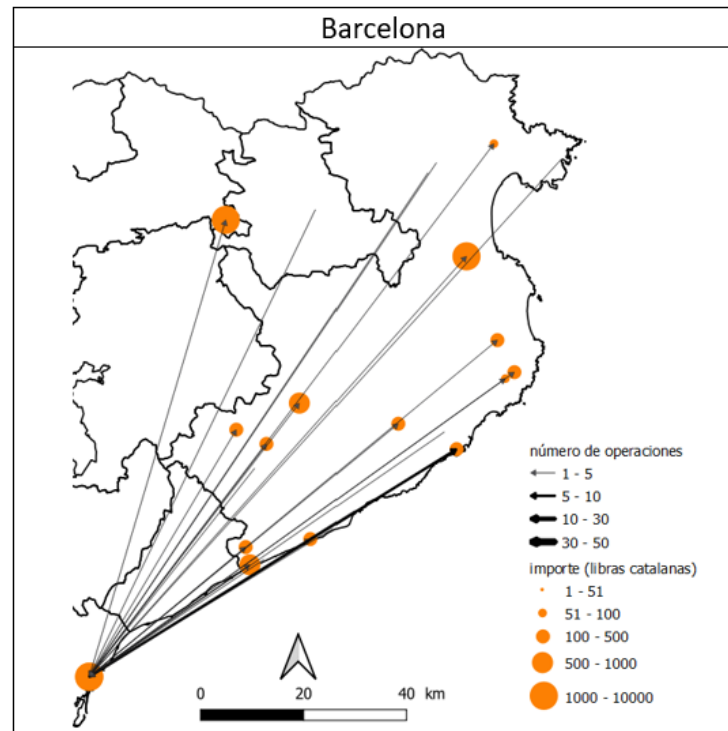 Barcelona
número de operaciones
1 - 5
5 - 10
10 - 30
30 - 50
importe (libras catalanas)
1 - 51
51 - 100
100 - 500
500 - 1000
1000 - 10000
0 20 40 km